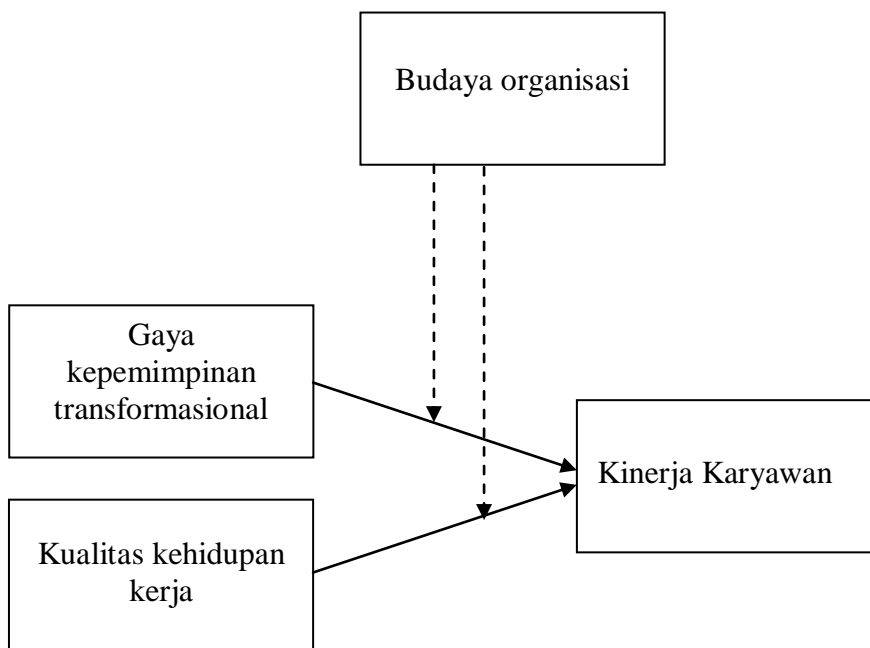 Budaya organisasi
Gaya
kepemimpinan
transformasional
Kinerja Karyawan
Kualitas kehidupan
kerja